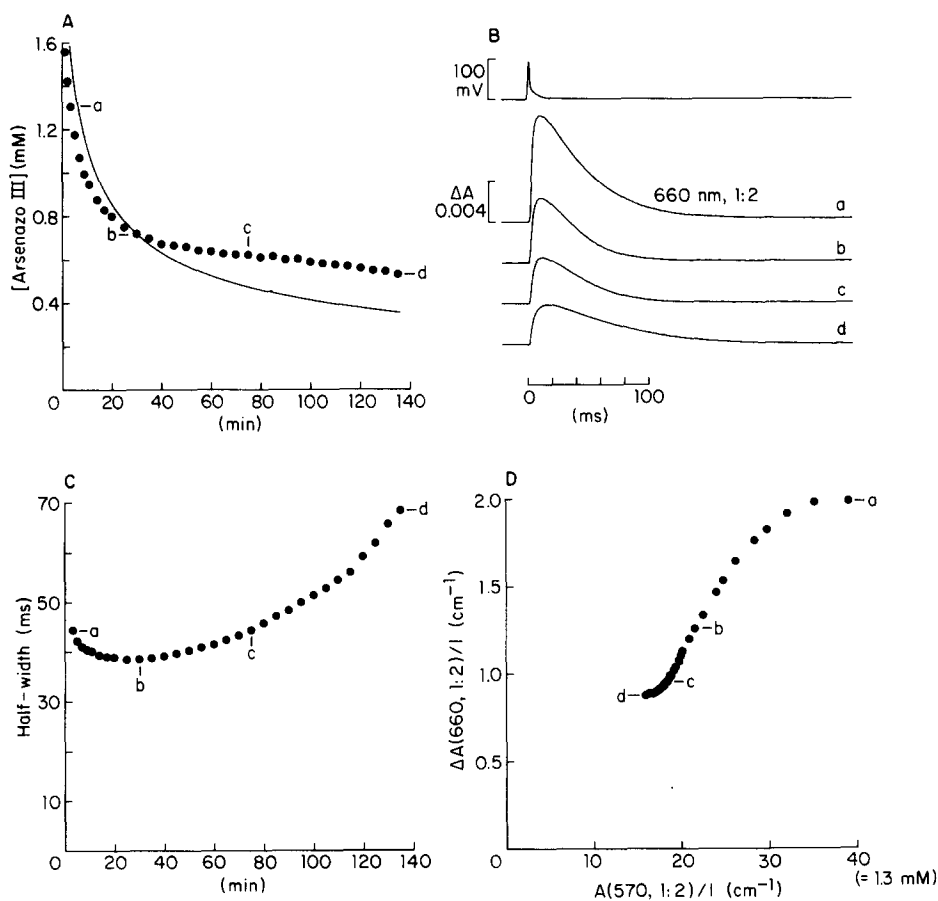 A
[Arsenazo III] (mM)
1.6
1.2
0.8
0.4
0
a
b
c
d
0 20 40 60 80 100 120 140
(min)
B
100
mV
ΔA
0.004
660 nm, 1:2
a
b
c
d
0 100
(ms)
C
Half-width (ms)
70
50
30
10
a
b
c
d
0 20 40 60 80 100 120 140
(min)
D
ΔA(660, 1:2)/l (cm⁻¹)
2.0
1.5
1.0
0.5
0
a
b
c
d
10 20 30 40
(= 1.3 mM)
A(570, 1:2)/l (cm⁻¹)